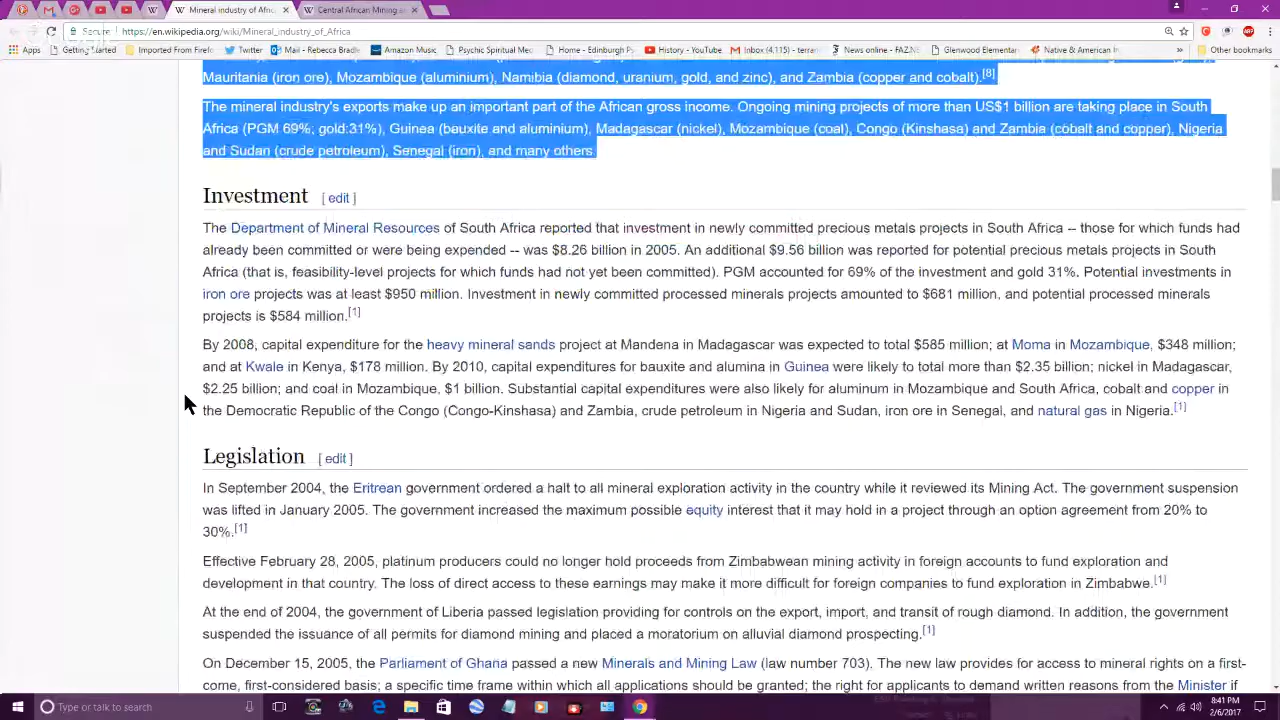 Mineral industry of Afric
Central African Mining an
Secure
https://en.wikipedia.org/wiki/Mineral_industry_of_Africa
Apps
Getting Started
Imported From Firefo
Twitter
Mail - Rebecca Bradle
Amazon Music
Psychic Spiritual Med
Home - Edinburgh Ps
History - YouTube
Inbox (4,115) - terran
News online - FAZ.NE
Glenwood Elementar
Native & American In
Other bookmarks
Mauritania (iron ore), Mozambique (aluminium), Namibia (diamond, uranium, gold, and zinc), and Zambia (copper and cobalt).[8]
The mineral industry's exports make up an important part of the African gross income. Ongoing mining projects of more than US$1 billion are taking place in South
Africa (PGM 69%; gold:31%), Guinea (bauxite and aluminium), Madagascar (nickel), Mozambique (coal), Congo (Kinshasa) and Zambia (cobalt and copper), Nigeria
and Sudan (crude petroleum), Senegal (iron), and many others.
Investment [ edit ]
The Department of Mineral Resources of South Africa reported that investment in newly committed precious metals projects in South Africa -- those for which funds had
already been committed or were being expended -- was $8.26 billion in 2005. An additional $9.56 billion was reported for potential precious metals projects in South
Africa (that is, feasibility-level projects for which funds had not yet been committed). PGM accounted for 69% of the investment and gold 31%. Potential investments in
iron ore projects was at least $950 million. Investment in newly committed processed minerals projects amounted to $681 million, and potential processed minerals
projects is $584 million.[1]
By 2008, capital expenditure for the heavy mineral sands project at Mandena in Madagascar was expected to total $585 million; at Moma in Mozambique, $348 million;
and at Kwale in Kenya, $178 million. By 2010, capital expenditures for bauxite and alumina in Guinea were likely to total more than $2.35 billion; nickel in Madagascar,
$2.25 billion; and coal in Mozambique, $1 billion. Substantial capital expenditures were also likely for aluminum in Mozambique and South Africa, cobalt and copper in
the Democratic Republic of the Congo (Congo-Kinshasa) and Zambia, crude petroleum in Nigeria and Sudan, iron ore in Senegal, and natural gas in Nigeria.[1]
Legislation [ edit ]
In September 2004, the Eritrean government ordered a halt to all mineral exploration activity in the country while it reviewed its Mining Act. The government suspension
was lifted in January 2005. The government increased the maximum possible equity interest that it may hold in a project through an option agreement from 20% to
30%.[1]
Effective February 28, 2005, platinum producers could no longer hold proceeds from Zimbabwean mining activity in foreign accounts to fund exploration and
development in that country. The loss of direct access to these earnings may make it more difficult for foreign companies to fund exploration in Zimbabwe.[1]
At the end of 2004, the government of Liberia passed legislation providing for controls on the export, import, and transit of rough diamond. In addition, the government
suspended the issuance of all permits for diamond mining and placed a moratorium on alluvial diamond prospecting.[1]
On December 15, 2005, the Parliament of Ghana passed a new Minerals and Mining Law (law number 703). The new law provides for access to mineral rights on a first-
come, first-considered basis; a specific time frame within which all applications should be granted; the right for applicants to demand written reasons from the Minister if
Type or talk to search
8:41 PM
2/6/2017